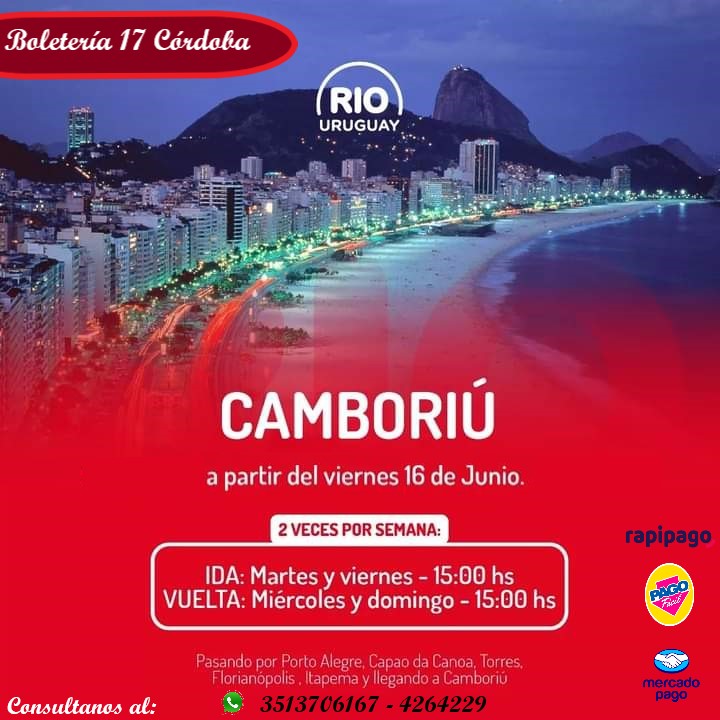 Boletería 17 Córdoba
RIO
URUGUAY
CAMBORIÚ
a partir del viernes 16 de Junio.
2 VECES POR SEMANA:
IDA: Martes y viernes - 15:00 hs
VUELTA: Miércoles y domingo - 15:00 hs
rapipago
PAGO
Fácil
mercado
pago
Pasando por Porto Alegre, Capao da Canoa, Torres,
Florianópolis , Itapema y llegando a Camboriú
Consultanos al: 3513706167 - 4264229